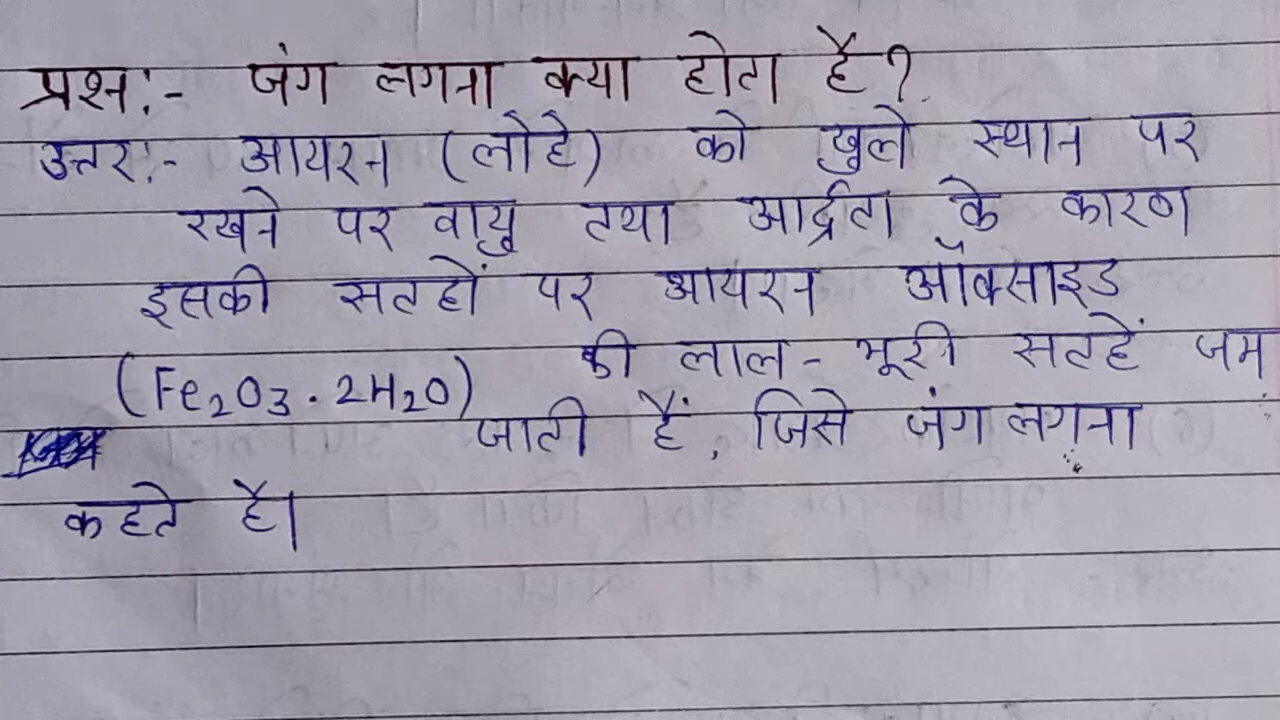 प्रश्न:- जंग लगना क्या होता है?
उत्तर:- आयरन (लोहे) को खुले स्थान पर
रखने पर वायु तथा आर्द्रता के कारण
इसकी सतहों पर आयरन ऑक्साइड
(Fe₂O₃·2H₂O) की लाल-भूरी सतहें जम
जाती हैं, जिसे जंग लगना
कहते है।